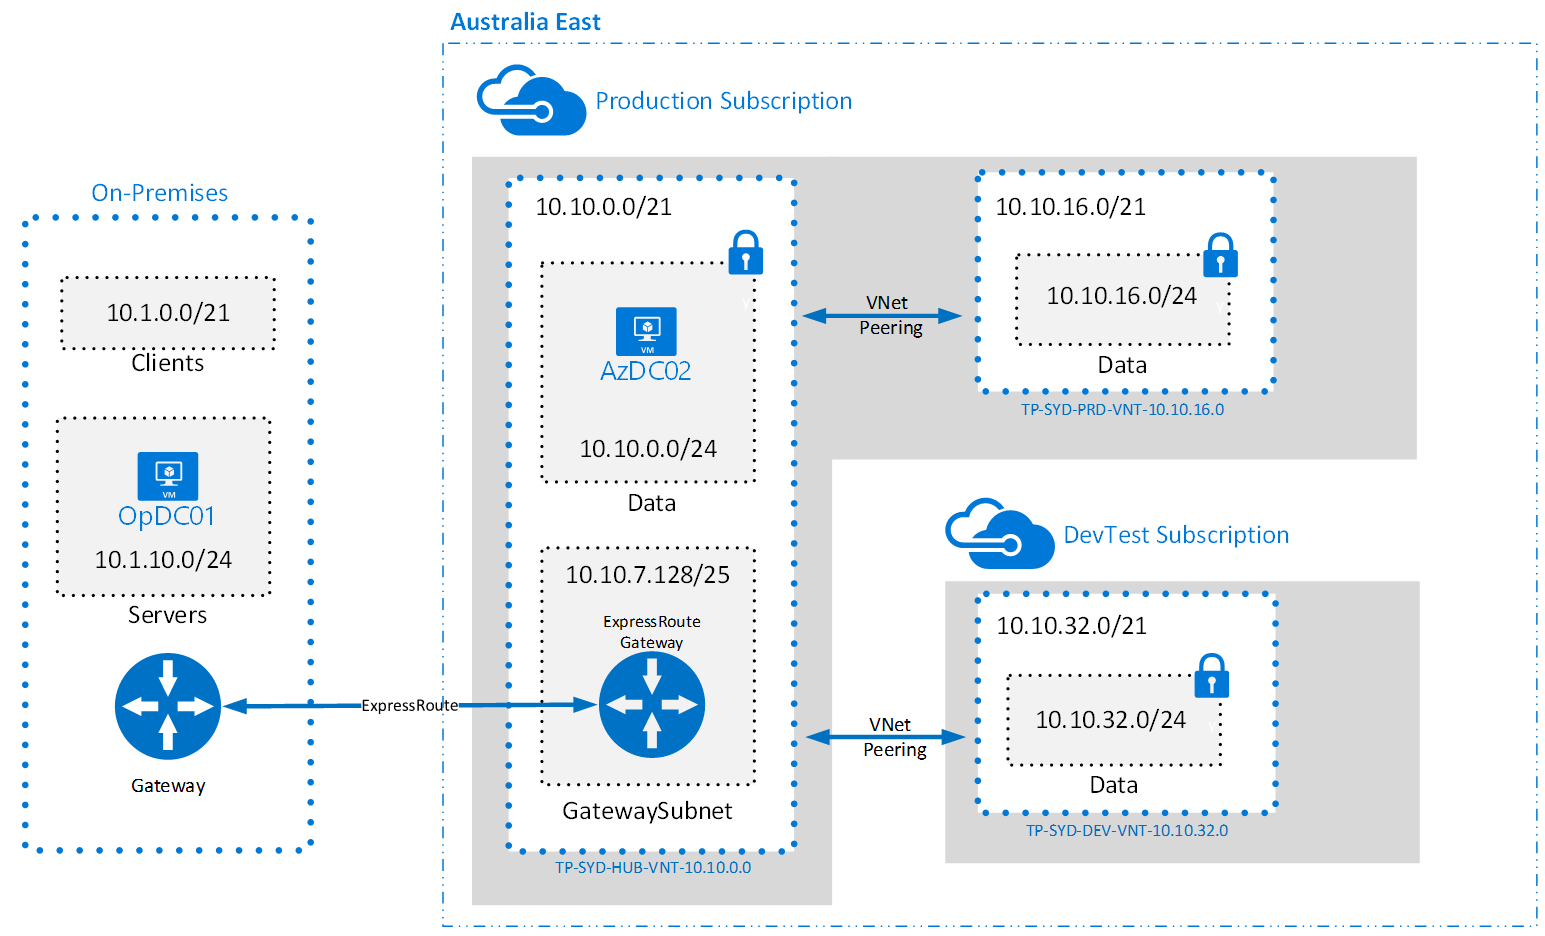 Australia East
Production Subscription
On-Premises
10.1.0.0/21
Clients
VM
OpDC01
10.1.10.0/24
Servers
Gateway
ExpressRoute
10.10.0.0/21
VM
AzDC02
10.10.0.0/24
Data
10.10.7.128/25
ExpressRoute
Gateway
GatewaySubnet
TP-SYD-HUB-VNT-10.10.0.0
VNet
Peering
10.10.16.0/21
10.10.16.0/24
Data
TP-SYD-PRD-VNT-10.10.16.0
DevTest Subscription
VNet
Peering
10.10.32.0/21
10.10.32.0/24
Data
TP-SYD-DEV-VNT-10.10.32.0